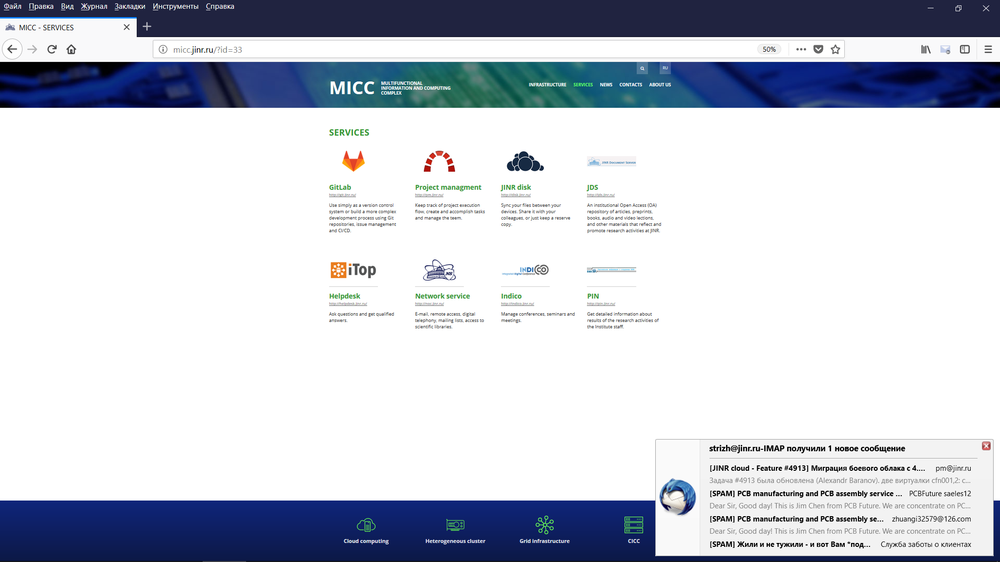 Файл Правка Вид Журнал Закладки Инструменты Справка
MICC - SERVICES
micc.jinr.ru/?id=33
50%
RU
MICC
MULTIFUNCTIONAL
INFORMATION AND COMPUTING
COMPLEX
INFRASTRUCTURE SERVICES NEWS CONTACTS ABOUT US
SERVICES
JINR DOCUMENT SERVER
GitLab
http://git.jinr.ru/
Use simply as a version control
system or build a more complex
development process using Git
repositories, issue management
and CI/CD.
Project managment
http://pm.jinr.ru/
Keep track of project execution
flow, create and accomplish tasks
and manage the team.
JINR disk
http://disk.jinr.ru/
Sync your files between your
devices. Share it with your
colleagues, or just keep a reserve
copy.
JDS
http://jds.jinr.ru/
An institutional Open Access (OA)
repository of articles, preprints,
books, audio and video lections,
and other materials that reflect and
promote research activities at JINR.
iTop
Helpdesk
http://helpdesk.jinr.ru/
Ask questions and get qualified
answers.
NS
Network service
http://noc.jinr.ru/
E-mail, remote access, digital
telephony, mailing lists, access to
scientific libraries.
INDICO
Integrated Digital Conference
Indico
http://indico.jinr.ru/
Manage conferences, seminars and
meetings.
PIN
http://pin.jinr.ru/
Get detailed information about
results of the research activities of
the Institute staff.
Cloud computing
Heterogeneous cluster
Grid infrastructure
CICC
strizh@jinr.ru-IMAP получили 1 новое сообщение
[JINR cloud - Feature #4913] Миграция боевого облака с 4.... pm@jinr.ru
Задача #4913 была обновлена (Alexandr Baranov). две виртуалки cfn001,2: с...
[SPAM] PCB manufacturing and PCB assembly service ... PCBFuture saeles12
Dear Sir, Good day! This is Jim Chen from PCB Future. We are concentrate on PC...
[SPAM] PCB manufacturing and PCB assembly se... zhuangi32579@126.com
Dear Sir, Good day! This is Jim Chen from PCB Future. We are concentrate on PC...
[SPAM] Жили и не тужили - и вот Вам *под... Служба заботы о клиентах